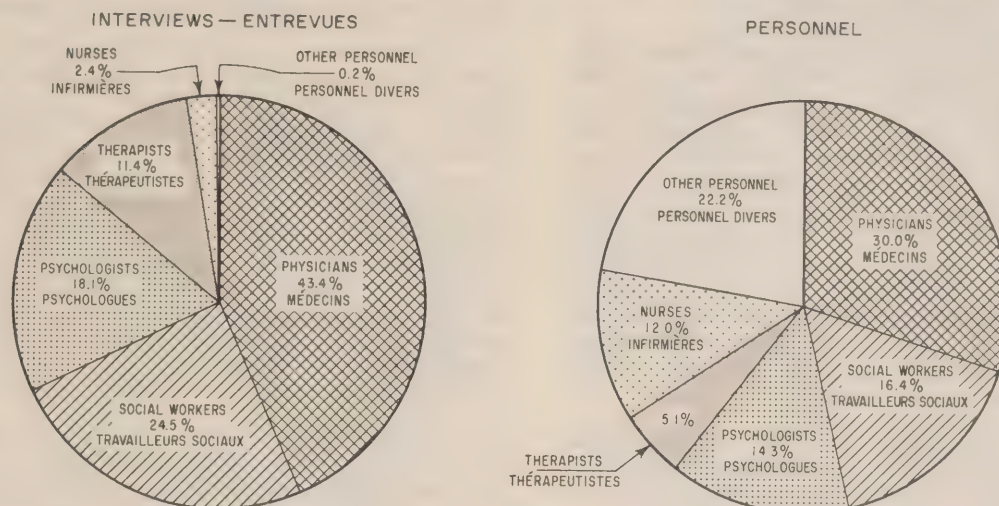 INTERVIEWS — ENTREVUES
NURSES
2.4%
INFIRMIÈRES
OTHER PERSONNEL
0.2%
PERSONNEL DIVERS
THERAPISTS
11.4%
THÉRAPEUTISTES
PSYCHOLOGISTS
18.1%
PSYCHOLOGUES
PHYSICIANS
43.4%
MÉDECINS
SOCIAL WORKERS
24.5%
TRAVAILLEURS SOCIAUX
PERSONNEL
OTHER PERSONNEL
22.2%
PERSONNEL DIVERS
PHYSICIANS
30.0%
MÉDECINS
NURSES
12.0%
INFIRMIÈRES
SOCIAL WORKERS
16.4%
TRAVAILLEURS SOCIAUX
5.1%
PSYCHOLOGISTS
14.3%
PSYCHOLOGUES
THERAPISTS
THÉRAPEUTISTES